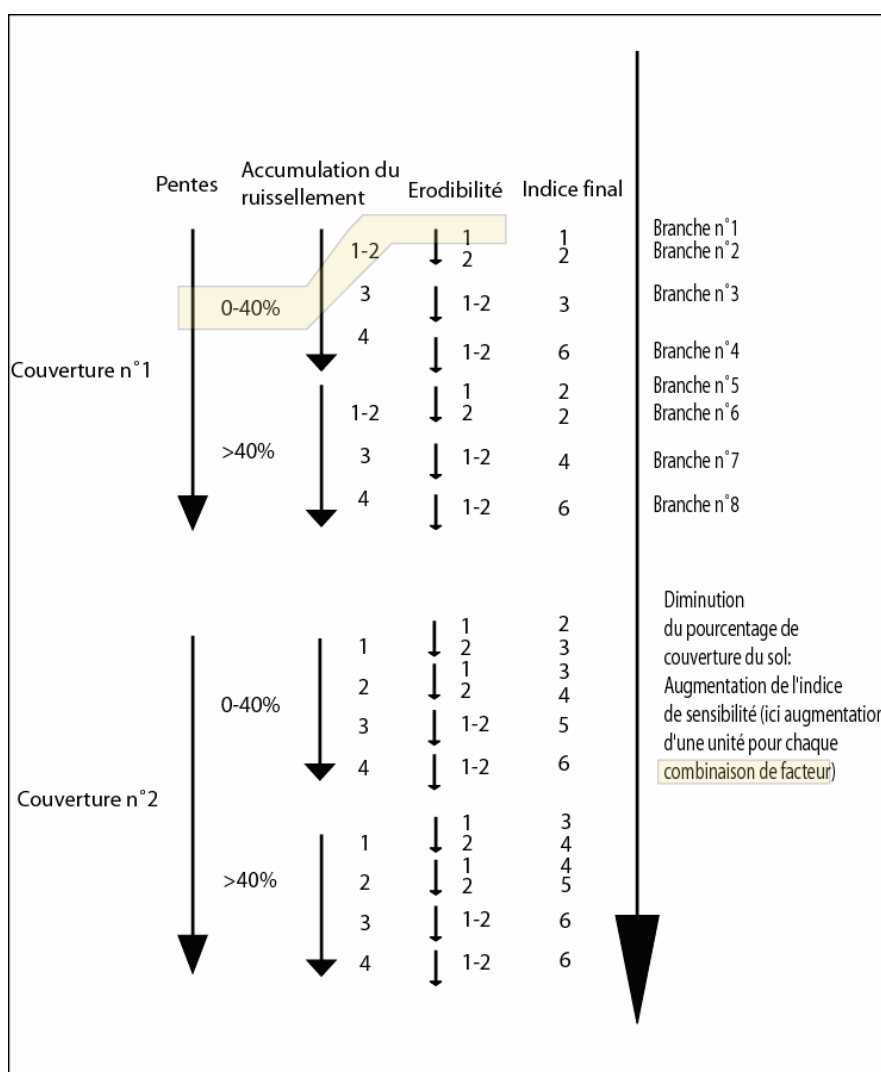 Pentes
Accumulation du
ruissellement
Erodibilité
Indice final
Couverture n°1
0-40%
1-2
1
1
Branche n°1
2
2
Branche n°2
3
1-2
3
Branche n°3
4
1-2
6
Branche n°4
>40%
1-2
1
2
Branche n°5
2
2
Branche n°6
3
1-2
4
Branche n°7
4
1-2
6
Branche n°8
Couverture n°2
0-40%
1
1
2
2
3
2
1
3
2
4
3
1-2
5
4
1-2
6
>40%
1
1
3
2
4
2
1
4
2
5
3
1-2
6
4
1-2
6
Diminution
du pourcentage de
couverture du sol:
Augmentation de l'indice
de sensibilité (ici augmentation
d'une unité pour chaque
combinaison de facteur)